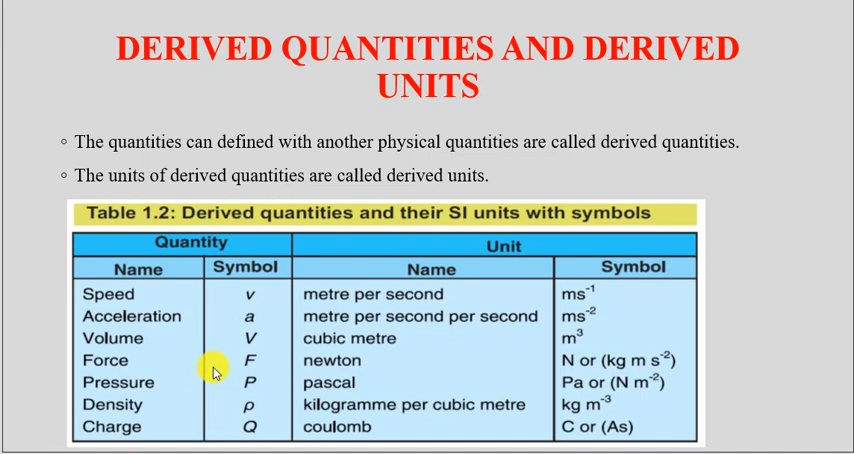 DERIVED QUANTITIES AND DERIVED
UNITS
The quantities can defined with another physical quantities are called derived quantities.
The units of derived quantities are called derived units.
Table 1.2: Derived quantities and their SI units with symbols
Quantity Unit
Name Symbol Name Symbol
Speed v metre per second ms⁻¹
Acceleration a metre per second per second ms⁻²
Volume V cubic metre m³
Force F newton N or (kg m s⁻²)
Pressure P pascal Pa or (N m⁻²)
Density ρ kilogramme per cubic metre kg m⁻³
Charge Q coulomb C or (As)